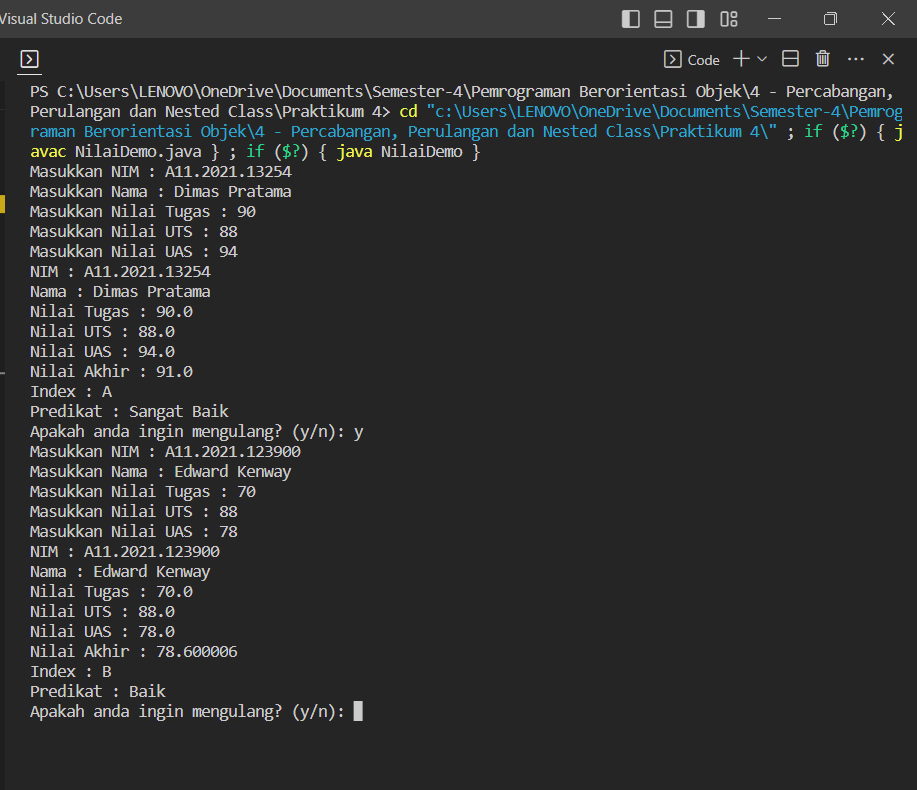 Visual Studio Code
Code
PS C:\Users\LENOVO\OneDrive\Documents\Semester-4\Pemrograman Berorientasi Objek\4 - Percabangan,
Perulangan dan Nested Class\Praktikum 4> cd "c:\Users\LENOVO\OneDrive\Documents\Semester-4\Pemrog
raman Berorientasi Objek\4 - Percabangan, Perulangan dan Nested Class\Praktikum 4\" ; if ($?) { j
avac NilaiDemo.java } ; if ($?) { java NilaiDemo }
Masukkan NIM : A11.2021.13254
Masukkan Nama : Dimas Pratama
Masukkan Nilai Tugas : 90
Masukkan Nilai UTS : 88
Masukkan Nilai UAS : 94
NIM : A11.2021.13254
Nama : Dimas Pratama
Nilai Tugas : 90.0
Nilai UTS : 88.0
Nilai UAS : 94.0
Nilai Akhir : 91.0
Index : A
Predikat : Sangat Baik
Apakah anda ingin mengulang? (y/n): y
Masukkan NIM : A11.2021.123900
Masukkan Nama : Edward Kenway
Masukkan Nilai Tugas : 70
Masukkan Nilai UTS : 88
Masukkan Nilai UAS : 78
NIM : A11.2021.123900
Nama : Edward Kenway
Nilai Tugas : 70.0
Nilai UTS : 88.0
Nilai UAS : 78.0
Nilai Akhir : 78.600006
Index : B
Predikat : Baik
Apakah anda ingin mengulang? (y/n):